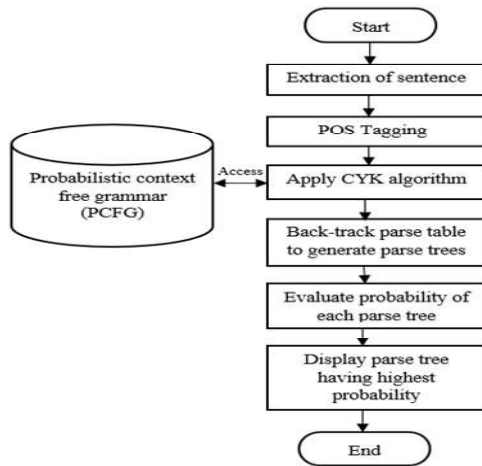 Start
Extraction of sentence
POS Tagging
Probabilistic context
free grammar
(PCFG)
Access
Apply CYK algorithm
Back-track parse table
to generate parse trees
Evaluate probability of
each parse tree
Display parse tree
having highest
probability
End